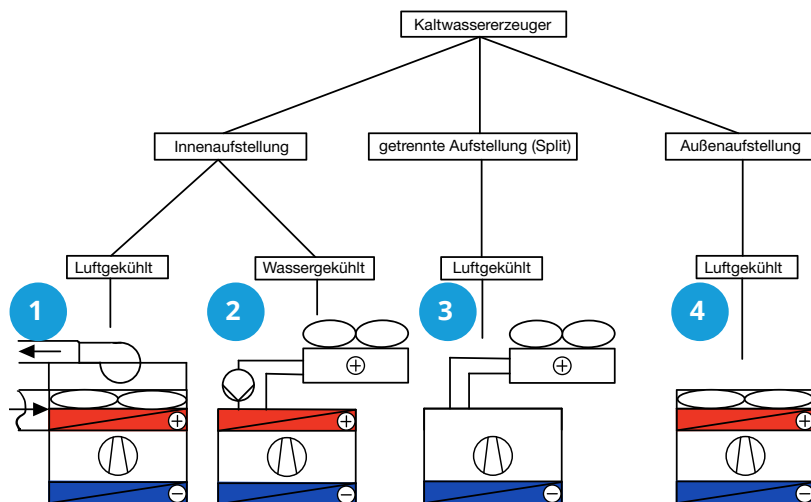 Kaltwassererzeuger
Innenaufstellung
getrennte Aufstellung (Split)
Außenaufstellung
Luftgekühlt
Wassergekühlt
Luftgekühlt
Luftgekühlt
1
2
3
4
+
+
+
+
+
−
−
−